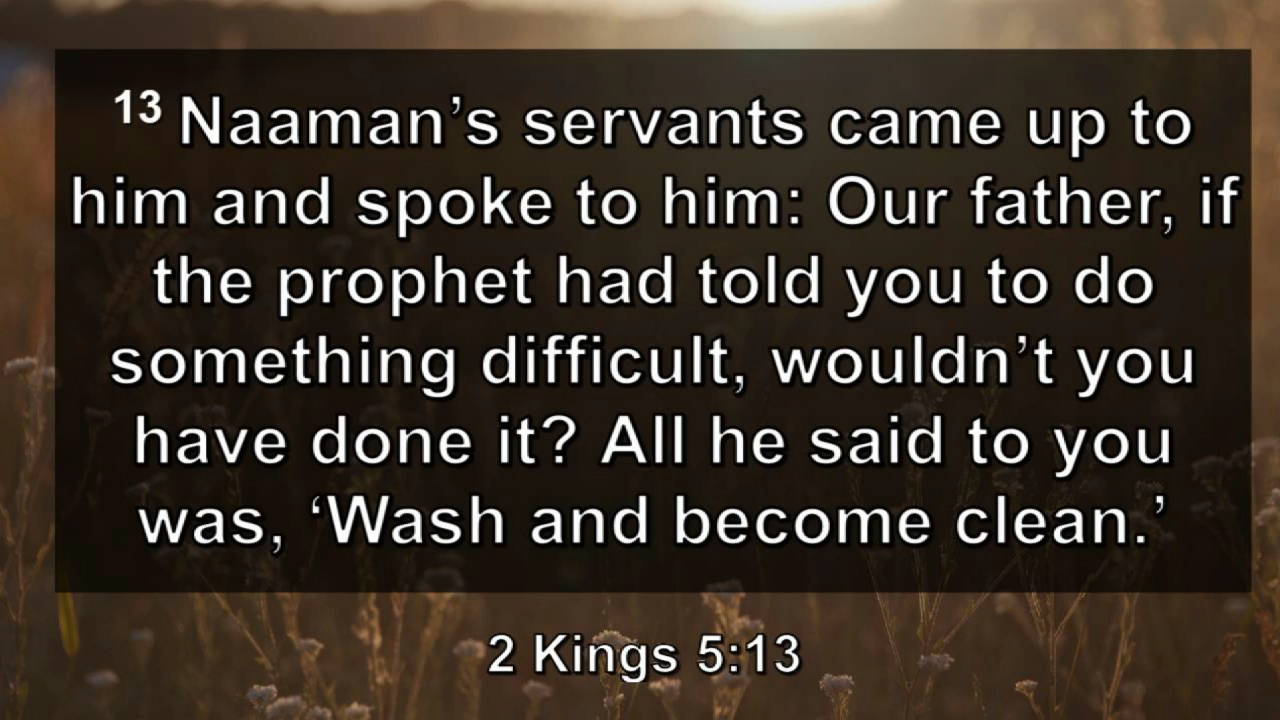 13 Naaman’s servants came up to
him and spoke to him: Our father, if
the prophet had told you to do
something difficult, wouldn’t you
have done it? All he said to you
was, ‘Wash and become clean.’
2 Kings 5:13